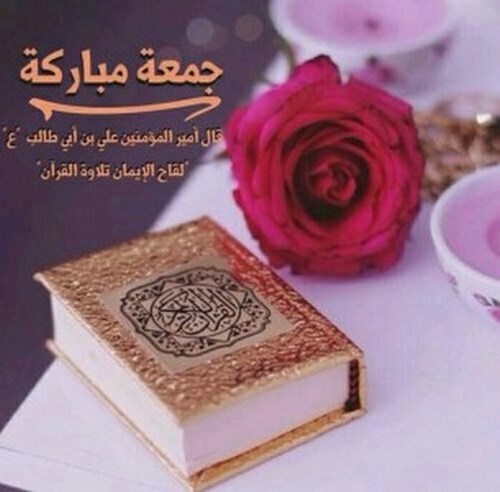 جمعة مباركة
قال أمير المؤمنين علي بن أبي طالب "ع"
"لقاح الإيمان تلاوة القرآن"
القرآن الكريم